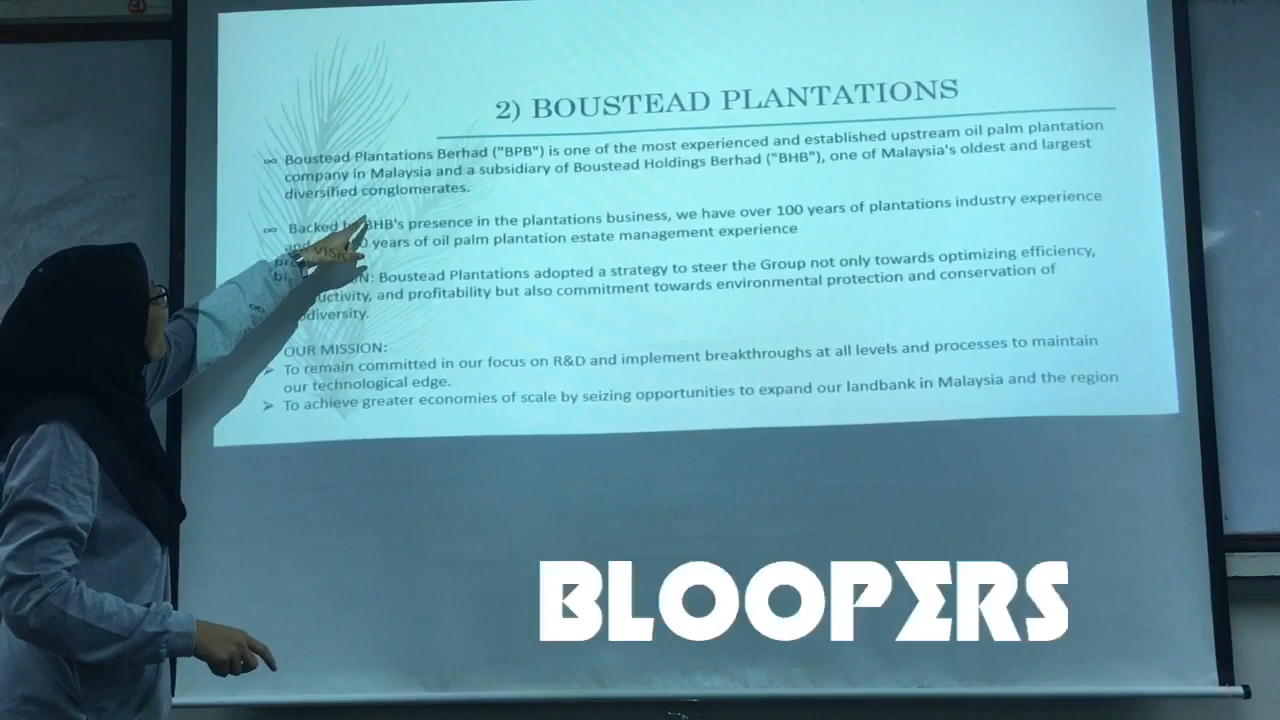 2) BOUSTEAD PLANTATIONS
∞ Boustead Plantations Berhad ("BPB") is one of the most experienced and established upstream oil palm plantation
company in Malaysia and a subsidiary of Boustead Holdings Berhad ("BHB"), one of Malaysia's oldest and largest
diversified conglomerates.
∞ Backed by BHB's presence in the plantations business, we have over 100 years of plantations industry experience
and years of oil palm plantation estate management experience
Boustead Plantations adopted a strategy to steer the Group not only towards optimizing efficiency,
and profitability but also commitment towards environmental protection and conservation of
OUR MISSION:
➢ To remain committed in our focus on R&D and implement breakthroughs at all levels and processes to maintain
our technological edge.
➢ To achieve greater economies of scale by seizing opportunities to expand our landbank in Malaysia and the region
BLOOPERS